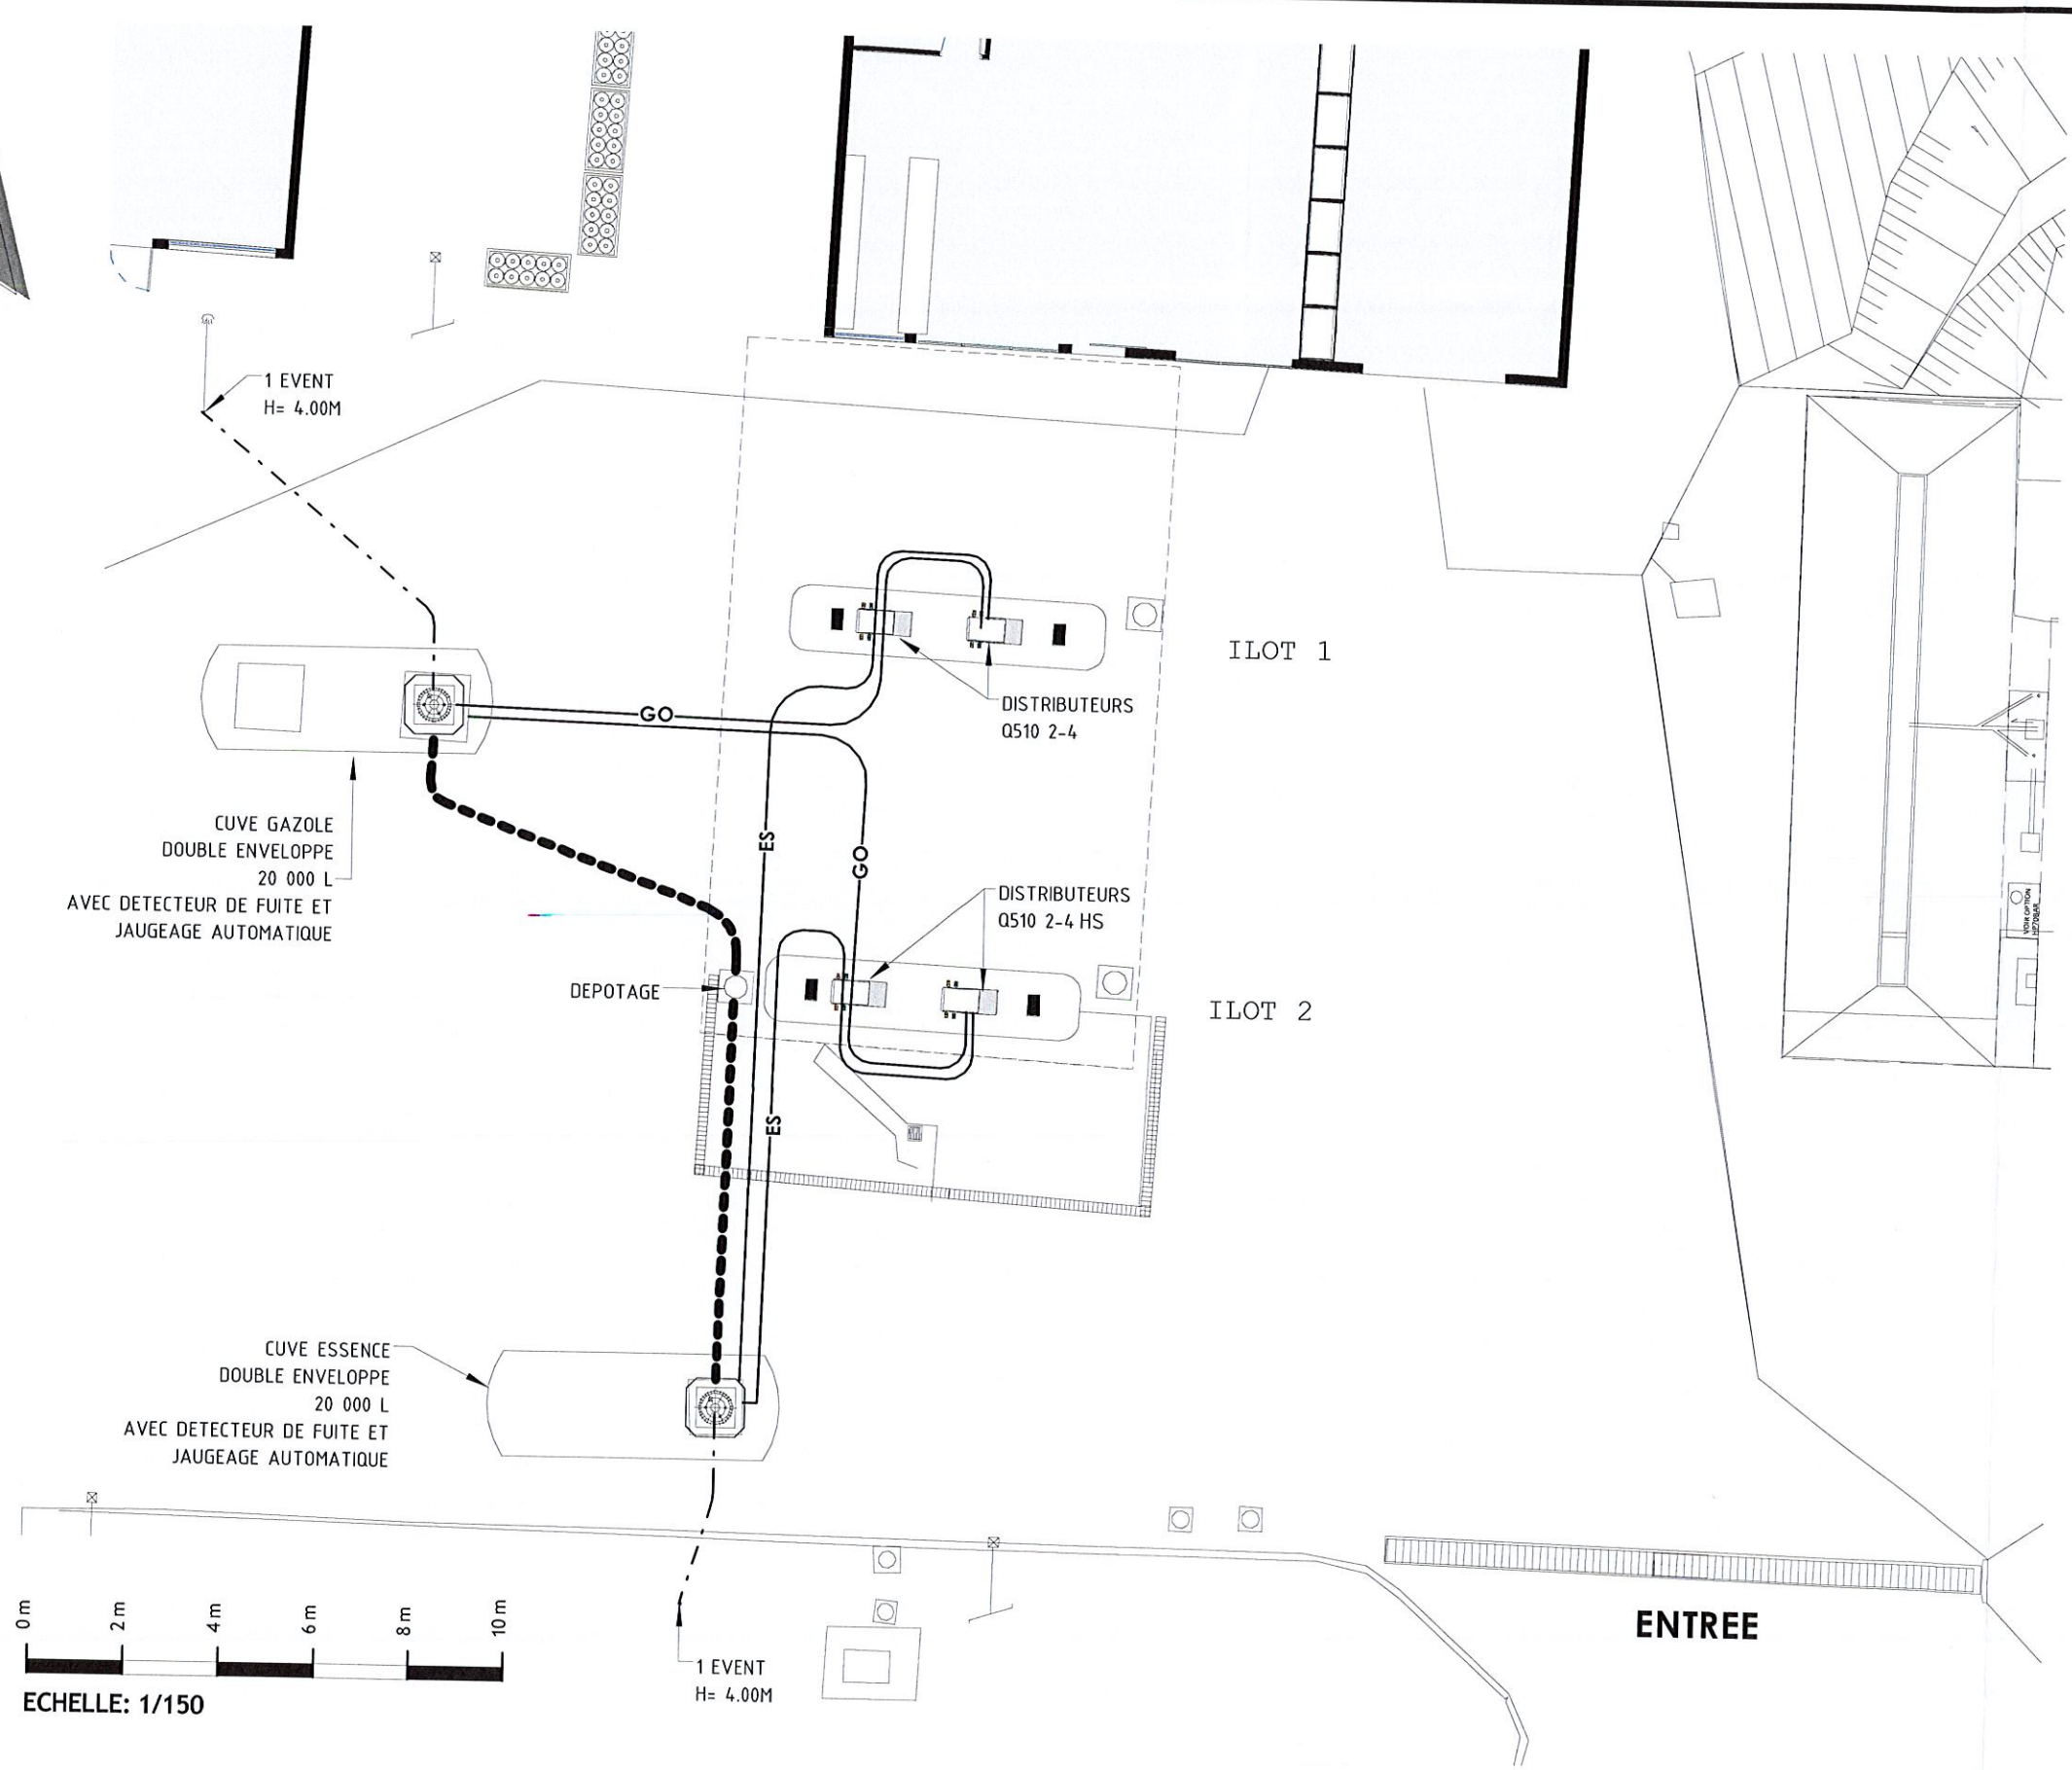 1 EVENT
H= 4.00M
ILOT 1
DISTRIBUTEURS
Q510 2-4
GO
CUVE GAZOLE
DOUBLE ENVELOPPE
20 000 L
AVEC DETECTEUR DE FUITE ET
JAUGEAGE AUTOMATIQUE
ES
GO
DISTRIBUTEURS
Q510 2-4 HS
VOIR OPTION
DEPOTAGE
ILOT 2
ES
CUVE ESSENCE
DOUBLE ENVELOPPE
20 000 L
AVEC DETECTEUR DE FUITE ET
JAUGEAGE AUTOMATIQUE
0 m
2 m
4 m
6 m
8 m
10 m
ECHELLE: 1/150
1 EVENT
H= 4.00M
ENTREE